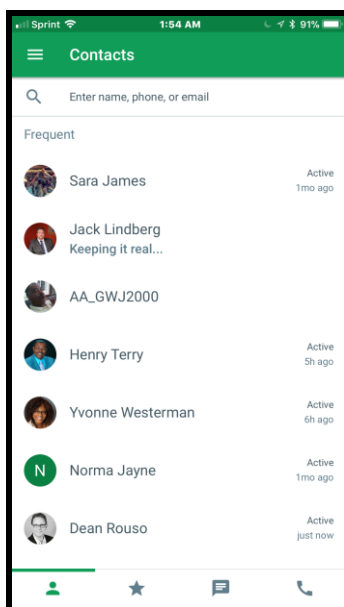 Sprint 1:54 AM 91%
Contacts
Enter name, phone, or email
Frequent
Sara James
Active
1mo ago
Jack Lindberg
Keeping it real...
AA_GWJ2000
Henry Terry
Active
5h ago
Yvonne Westerman
Active
6h ago
N
Norma Jayne
Active
1mo ago
Dean Rouso
Active
just now